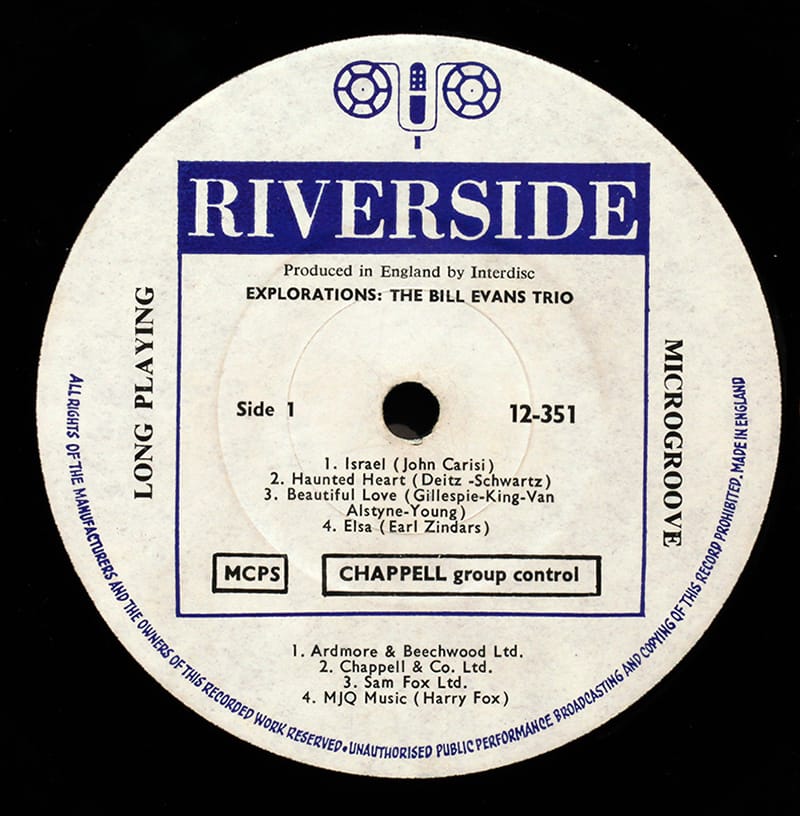 RIVERSIDE
Produced in England by Interdisc
EXPLORATIONS: THE BILL EVANS TRIO
LONG PLAYING
MICROGROOVE
Side 1
12-351
1. Israel (John Carisi)
2. Haunted Heart (Deitz -Schwartz)
3. Beautiful Love (Gillespie-King-Van
Alstyne-Young)
4. Elsa (Earl Zindars)
MCPS
CHAPPELL group control
1. Ardmore & Beechwood Ltd.
2. Chappell & Co. Ltd.
3. Sam Fox Ltd.
4. MJQ Music (Harry Fox)
ALL RIGHTS OF THE MANUFACTURERS AND THE OWNERS OF THIS RECORDED WORK RESERVED • UNAUTHORISED PUBLIC PERFORMANCE BROADCASTING AND COPYING OF THIS RECORD PROHIBITED. MADE IN ENGLAND